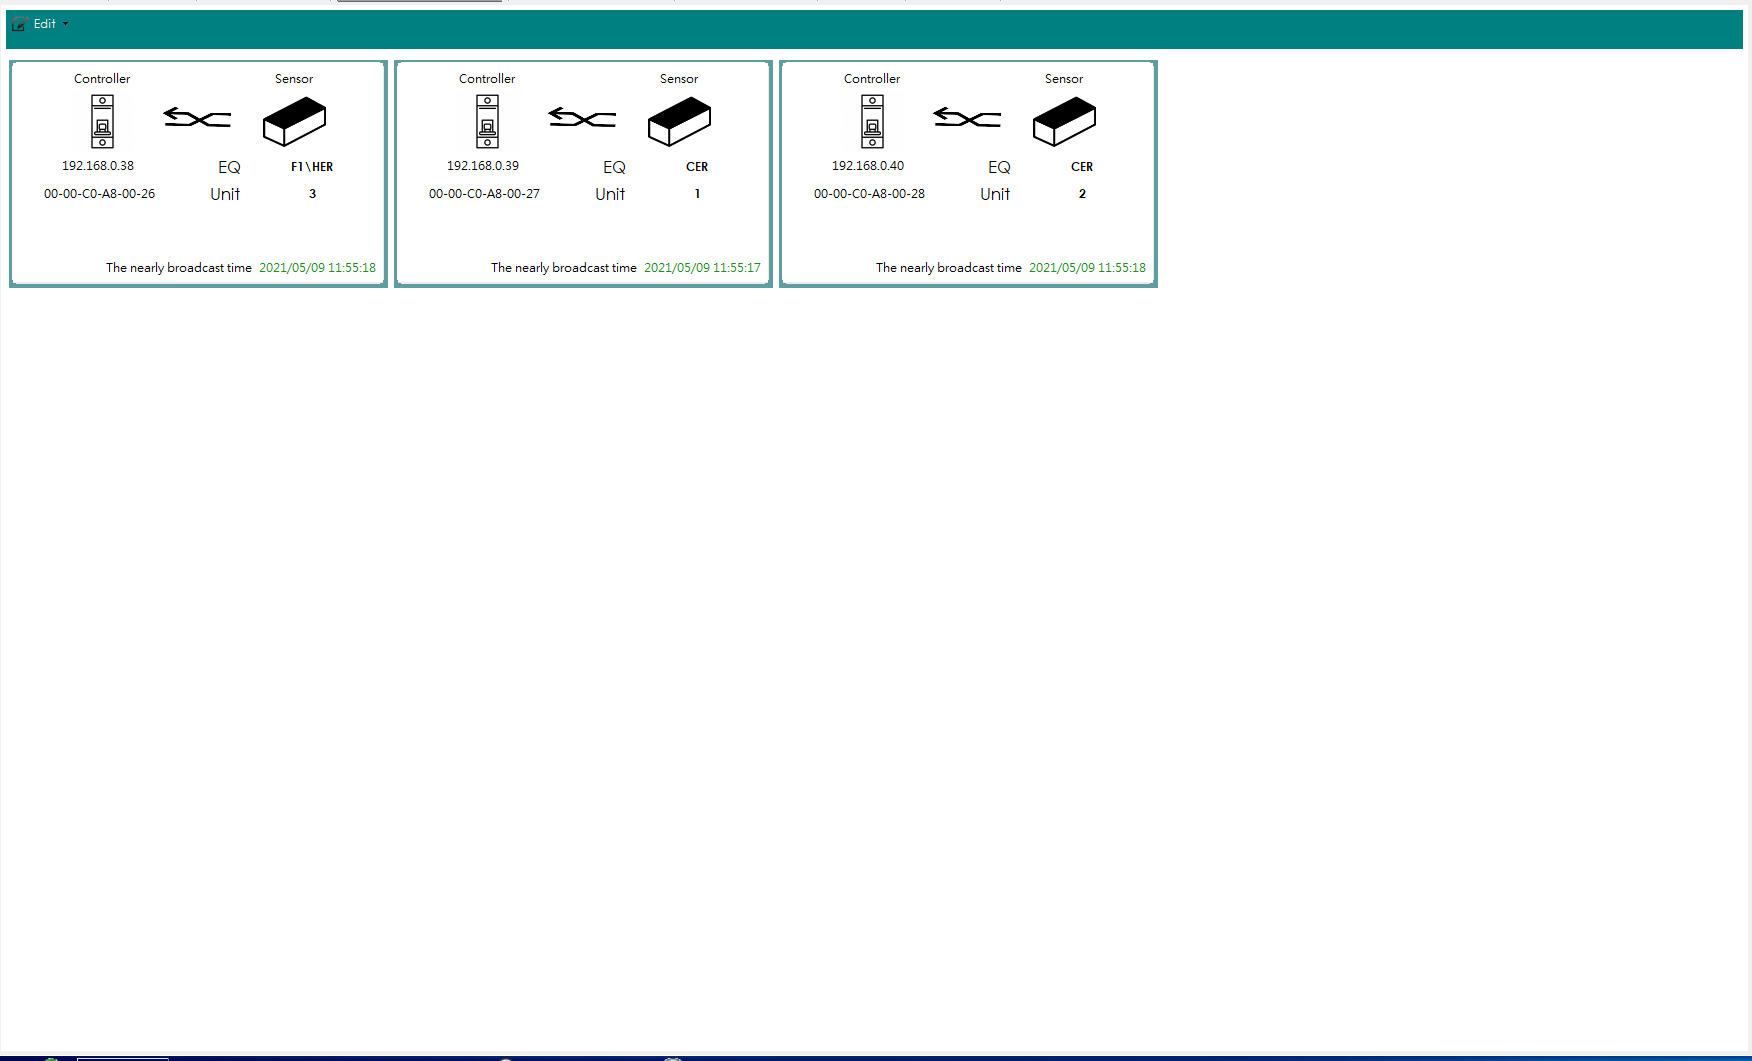 Edit
Controller Sensor
192.168.0.38 EQ F1\HER
00-00-C0-A8-00-26 Unit 3
The nearly broadcast time 2021/05/09 11:55:18
Controller Sensor
192.168.0.39 EQ CER
00-00-C0-A8-00-27 Unit 1
The nearly broadcast time 2021/05/09 11:55:17
Controller Sensor
192.168.0.40 EQ CER
00-00-C0-A8-00-28 Unit 2
The nearly broadcast time 2021/05/09 11:55:18